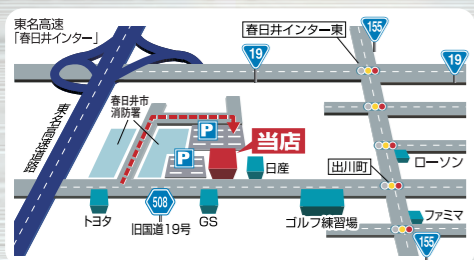 東名高速
「春日井インター」
春日井インター東
155
19
19
東名高速道路
春日井市
消防署
P
P
当店
日産
出川町
ローソン
トヨタ
508
旧国道19号
GS
ゴルフ練習場
ファミマ
155